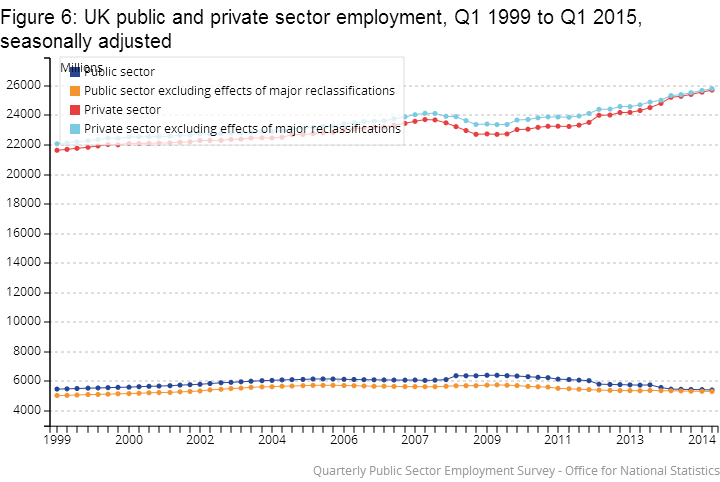 Figure 6: UK public and private sector employment, Q1 1999 to Q1 2015,
seasonally adjusted
Millions
Public sector
Public sector excluding effects of major reclassifications
Private sector
Private sector excluding effects of major reclassifications
26000
24000
22000
20000
18000
16000
14000
12000
10000
8000
6000
4000
1999 2000 2002 2004 2006 2007 2009 2011 2013 2014
Quarterly Public Sector Employment Survey - Office for National Statistics